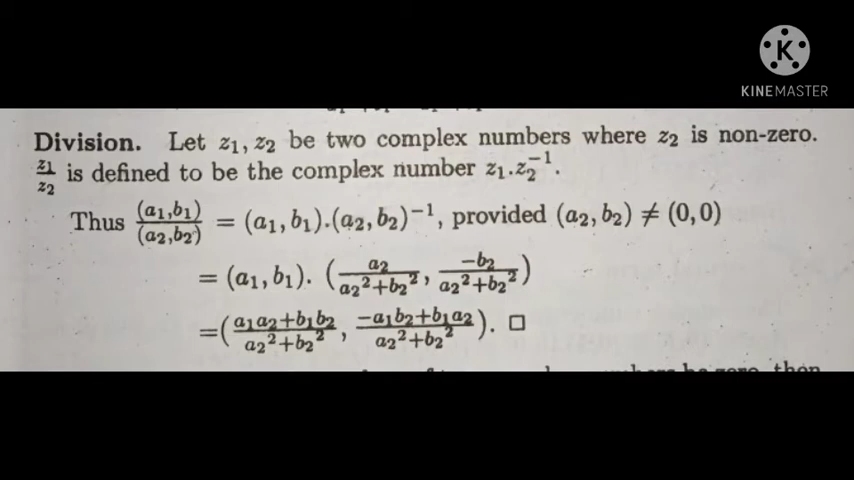 KINEMASTER
Division. Let z₁, z₂ be two complex numbers where z₂ is non-zero.
z₁/z₂ is defined to be the complex number z₁.z₂⁻¹.
Thus (a₁,b₁)/(a₂,b₂) = (a₁, b₁).(a₂, b₂)⁻¹, provided (a₂, b₂) ≠ (0, 0)
= (a₁, b₁). (a₂/(a₂²+b₂²), −b₂/(a₂²+b₂²))
=((a₁a₂+b₁b₂)/(a₂²+b₂²), (−a₁b₂+b₁a₂)/(a₂²+b₂²)). □
be zero, then